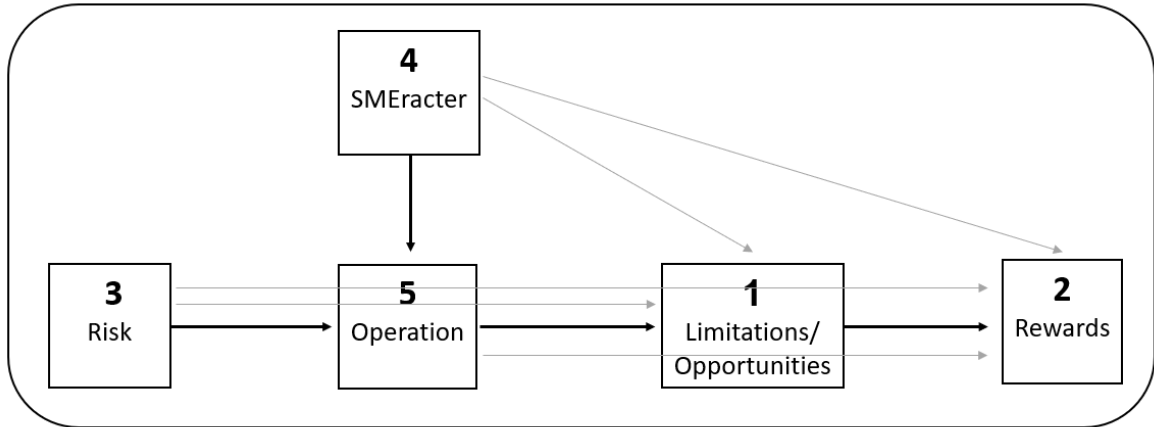 4
SMEracter
3
Risk
5
Operation
1
Limitations/
Opportunities
2
Rewards